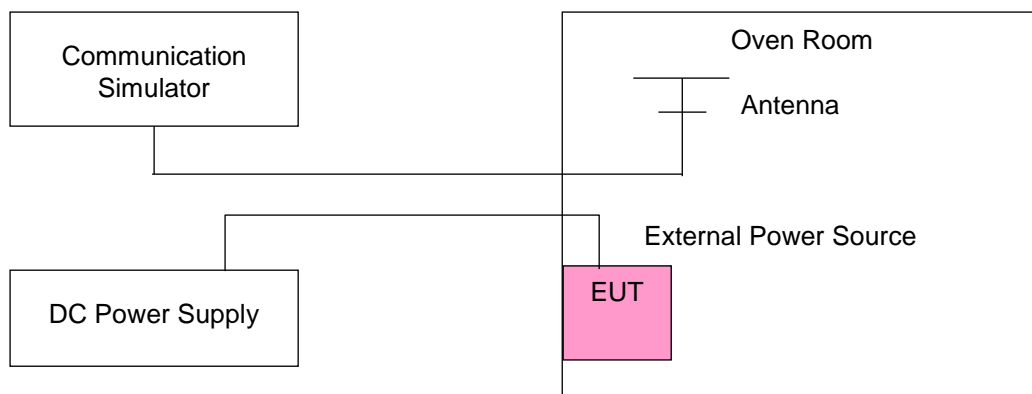 Communication
Simulator
Oven Room
Antenna
External Power Source
DC Power Supply
EUT